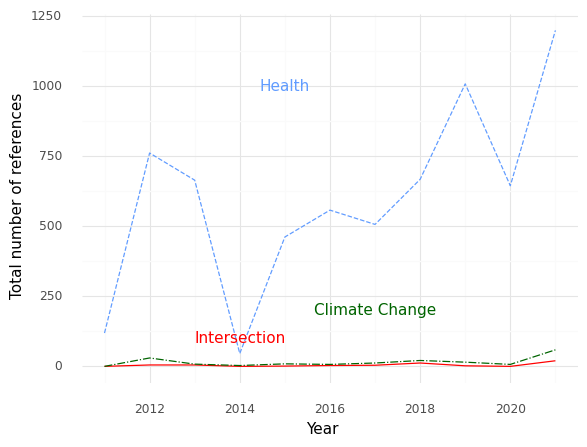 1250
1000
750
500
250
0
Total number of references
Health
Climate Change
Intersection
2012 2014 2016 2018 2020
Year